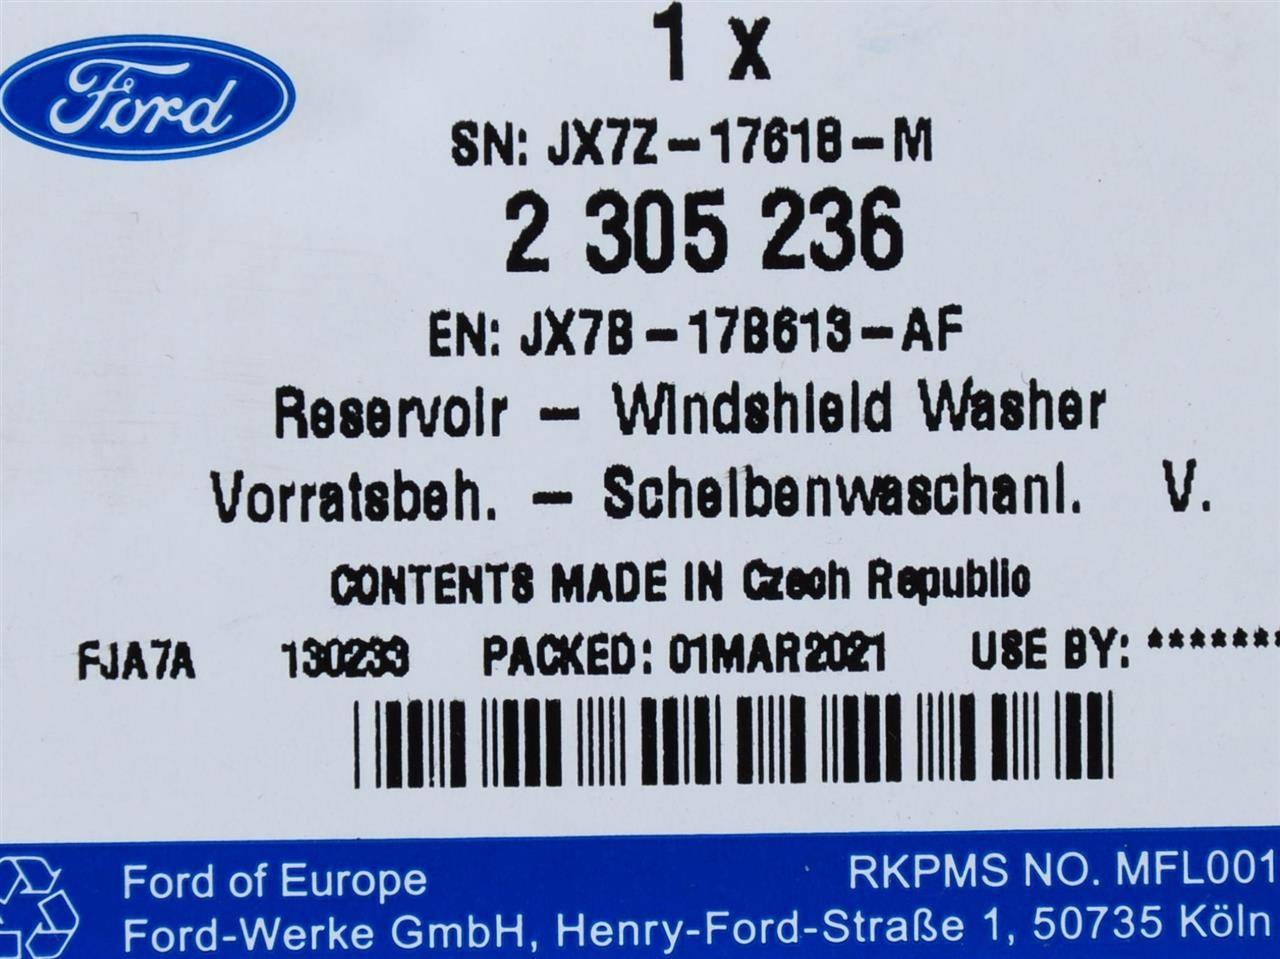 Ford
1 x
SN: JX7Z-17618-M
2 305 236
EN: JX7B-17B613-AF
Reservoir - Windshield Washer
Vorratsbeh. - Scheibenwaschanl. V.
CONTENTS MADE IN Czech Republic
FJA7A 130233 PACKED: 01MAR2021 USE BY: *******
Ford of Europe
RKPMS NO. MFL001
Ford-Werke GmbH, Henry-Ford-Straße 1, 50735 Köln